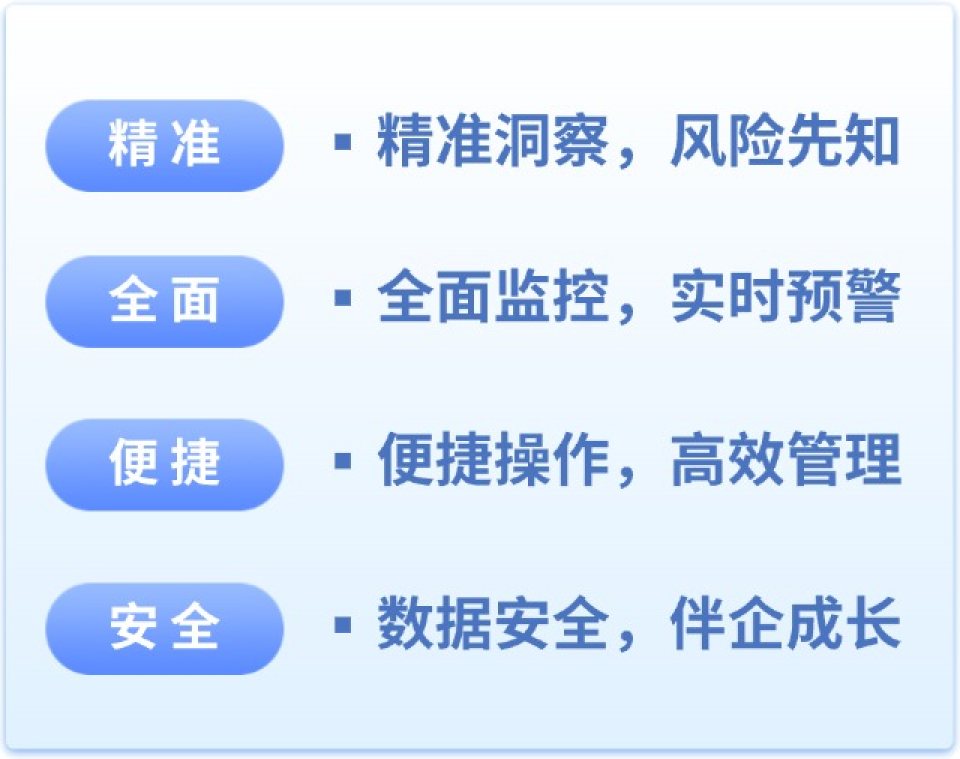 精准 ▪ 精准洞察，风险先知
全面 ▪ 全面监控，实时预警
便捷 ▪ 便捷操作，高效管理
安全 ▪ 数据安全，伴企成长